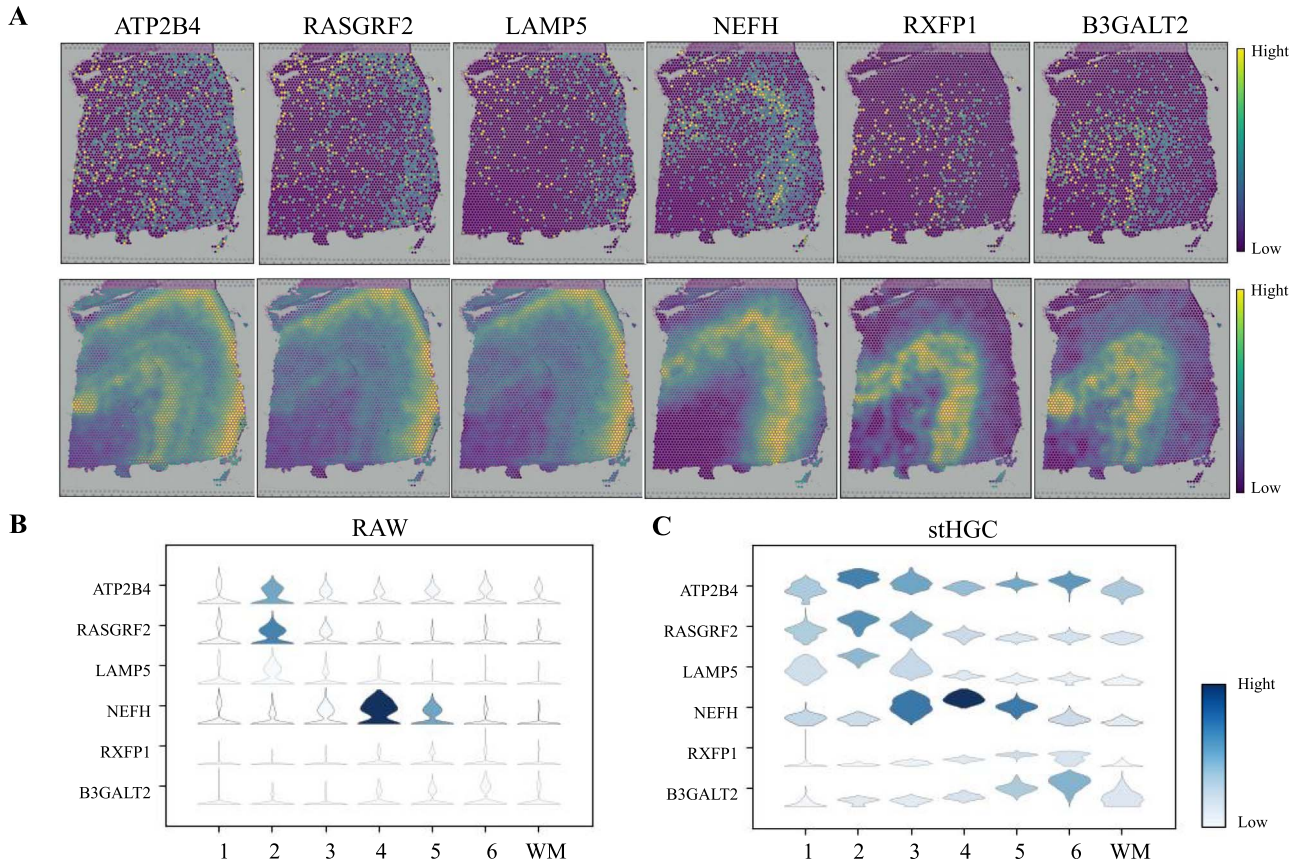 A
ATP2B4 RASGRF2 LAMP5 NEFH RXFP1 B3GALT2
Hight
Low
Hight
Low
B RAW
ATP2B4
RASGRF2
LAMP5
NEFH
RXFP1
B3GALT2
1 2 3 4 5 6 WM
C stHGC
ATP2B4
RASGRF2
LAMP5
NEFH
RXFP1
B3GALT2
1 2 3 4 5 6 WM
Hight
Low